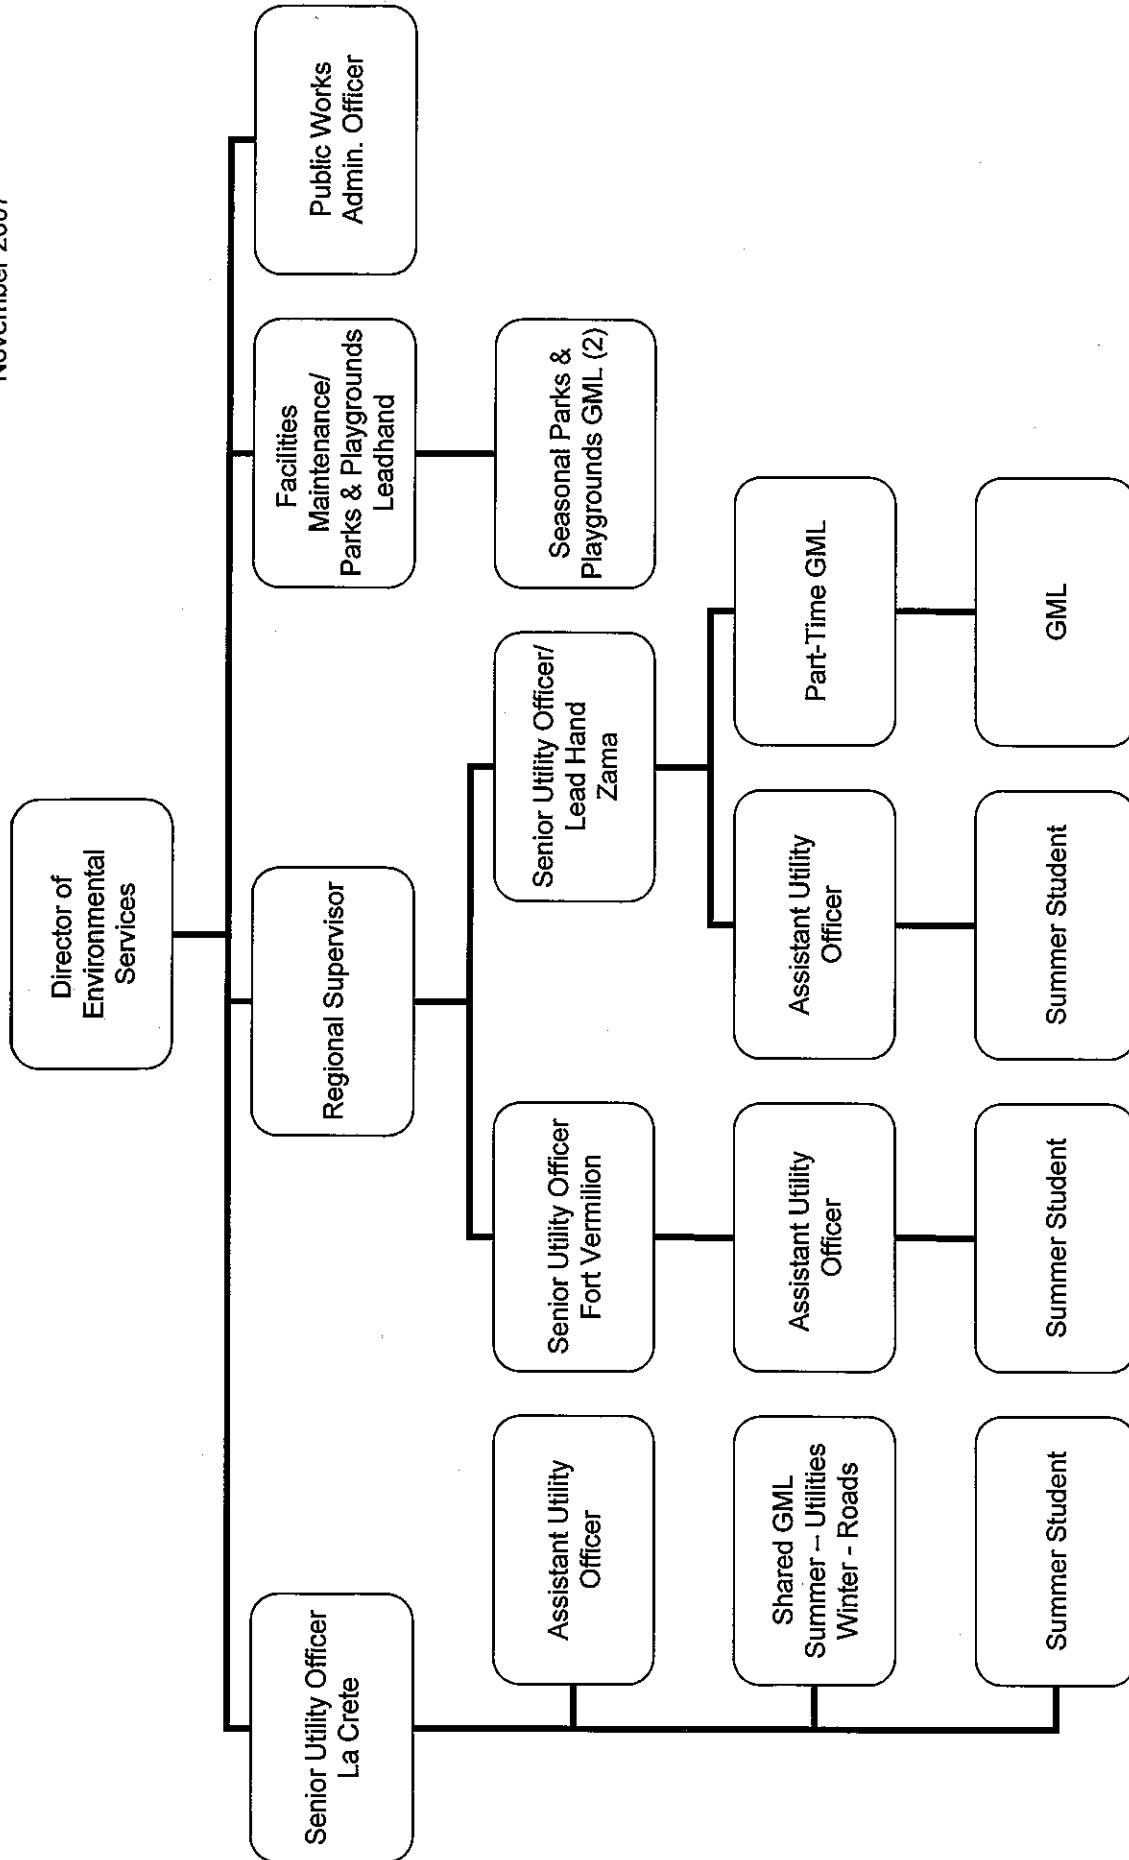 November 2007
Director of
Environmental
Services
Senior Utility Officer
La Crete
Regional Supervisor
Facilities
Maintenance/
Parks & Playgrounds
Leadhand
Public Works
Admin. Officer
Assistant Utility
Officer
Senior Utility Officer
Fort Vermilion
Senior Utility Officer/
Lead Hand
Zama
Seasonal Parks &
Playgrounds GML (2)
Shared GML
Summer – Utilities
Winter - Roads
Assistant Utility
Officer
Assistant Utility
Officer
Part-Time GML
Summer Student
Summer Student
Summer Student
GML